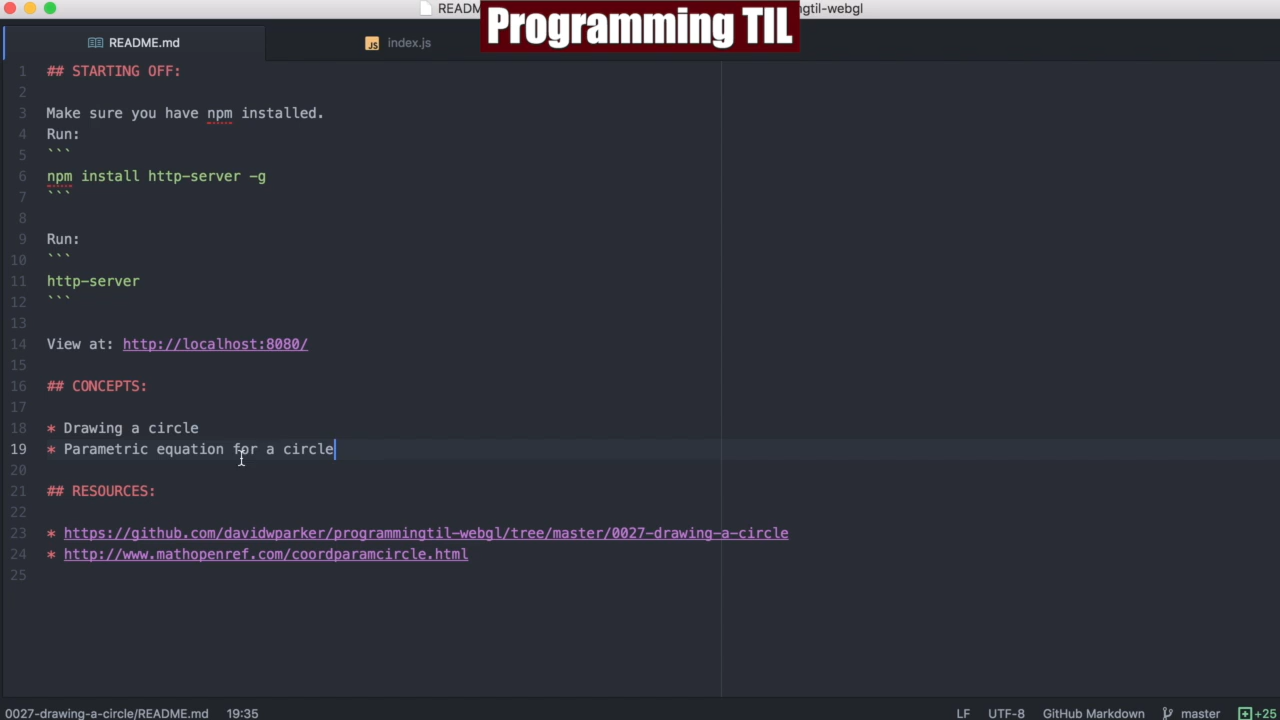 README
ngtil-webgl
Programming TIL
README.md
JS index.js
1 ## STARTING OFF:
2
3 Make sure you have npm installed.
4 Run:
5 ```
6 npm install http-server -g
7 ```
8
9 Run:
10 ```
11 http-server
12 ```
13
14 View at: http://localhost:8080/
15
16 ## CONCEPTS:
17
18 * Drawing a circle
19 * Parametric equation for a circle
20
21 ## RESOURCES:
22
23 * https://github.com/davidwparker/programmingtil-webgl/tree/master/0027-drawing-a-circle
24 * http://www.mathopenref.com/coordparamcircle.html
25
0027-drawing-a-circle/README.md 19:35 LF UTF-8 GitHub Markdown master +25